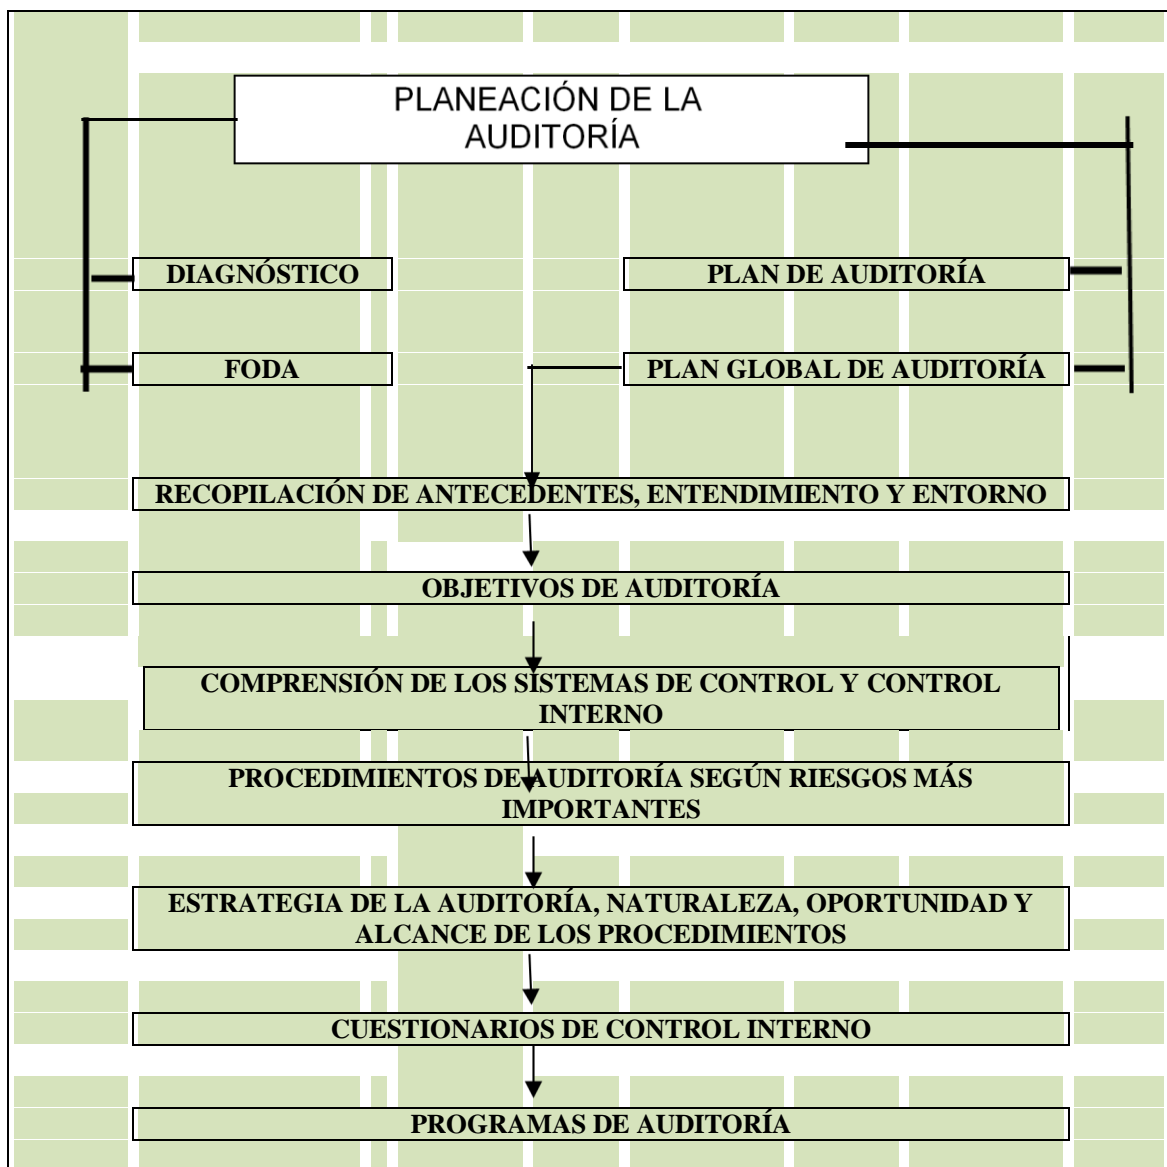 PLANEACIÓN DE LA
AUDITORÍA
DIAGNÓSTICO
PLAN DE AUDITORÍA
FODA
PLAN GLOBAL DE AUDITORÍA
RECOPILACIÓN DE ANTECEDENTES, ENTENDIMIENTO Y ENTORNO
OBJETIVOS DE AUDITORÍA
COMPRENSIÓN DE LOS SISTEMAS DE CONTROL Y CONTROL
INTERNO
PROCEDIMIENTOS DE AUDITORÍA SEGÚN RIESGOS MÁS
IMPORTANTES
ESTRATEGIA DE LA AUDITORÍA, NATURALEZA, OPORTUNIDAD Y
ALCANCE DE LOS PROCEDIMIENTOS
CUESTIONARIOS DE CONTROL INTERNO
PROGRAMAS DE AUDITORÍA